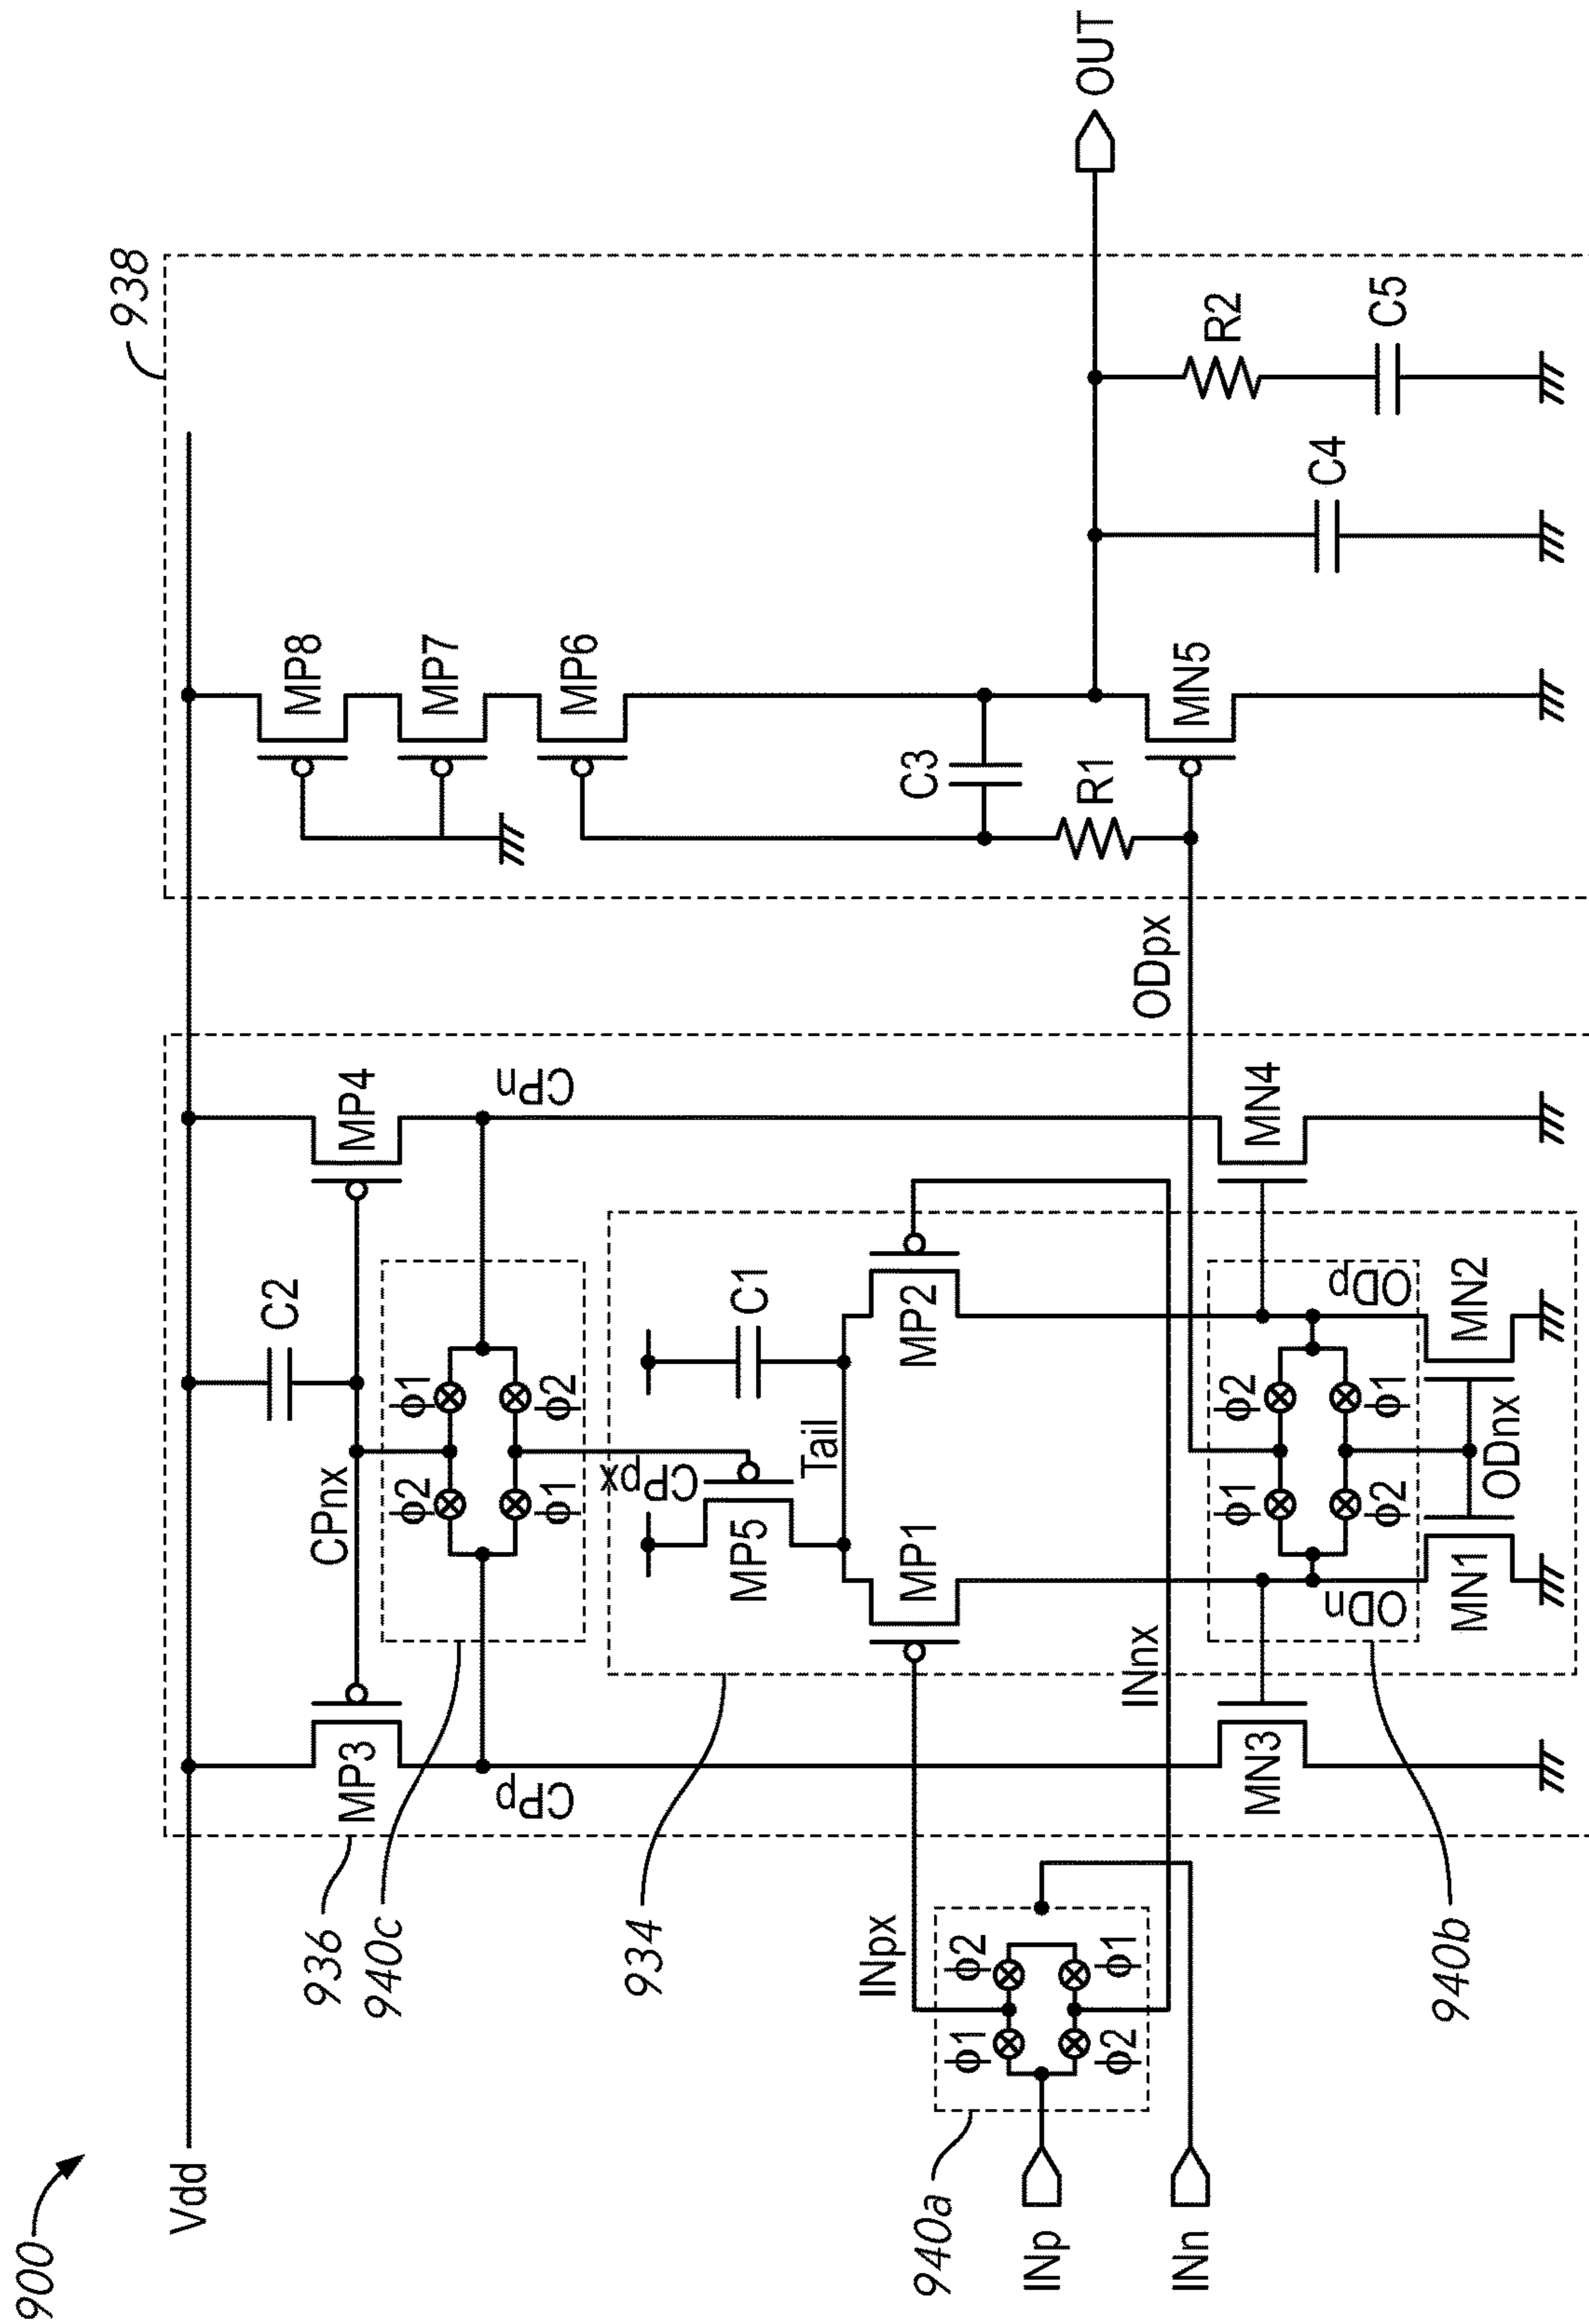 900
Vdd
938
MP8
MP7
MP6
C3
R1
MN5
OUT
R2
C5
C4
936
940c
934
MP3
MP4
C2
CPnx
CPn
CPp
ϕ2
ϕ1
ϕ1
ϕ2
CPpx
MP5
C1
Tail
MP1
MP2
ODpx
INpx
INnx
940a
ϕ1
ϕ2
ϕ2
ϕ1
INp
INn
MN3
MN4
ϕ1
ϕ2
ϕ2
ϕ1
ODn
ODp
MN1
MN2
ODnx
940b